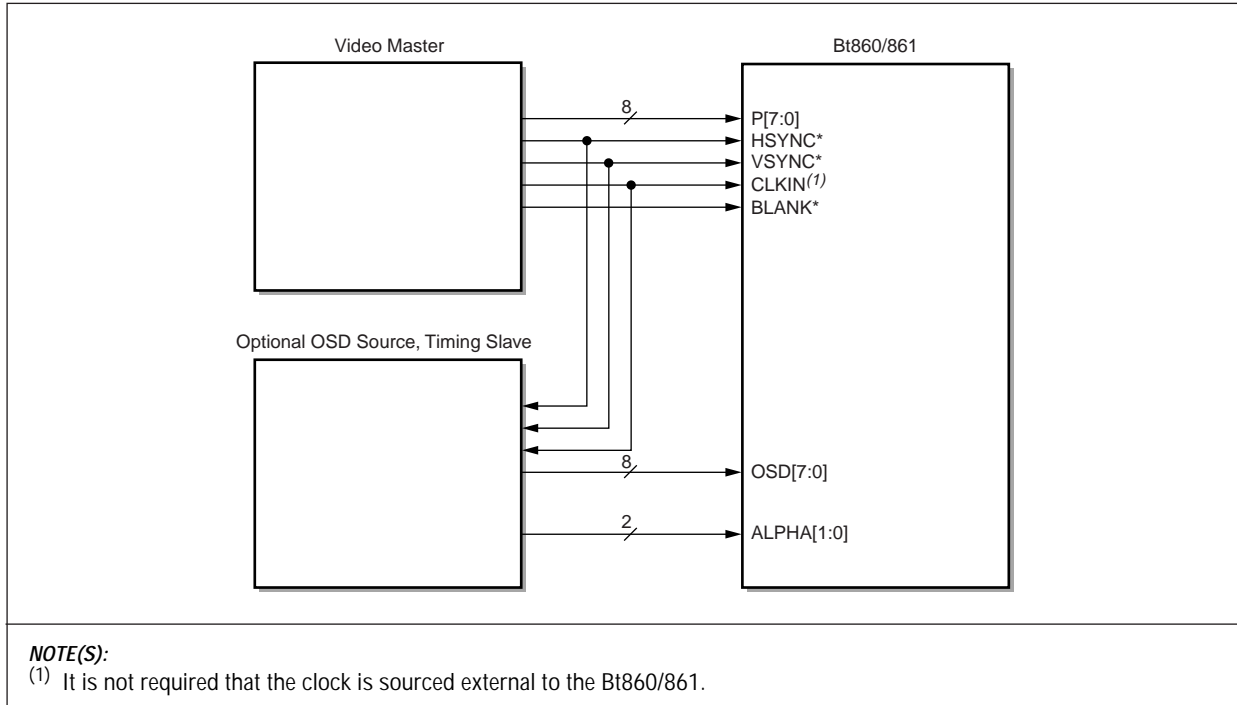 Video Master
Bt860/861
8
P[7:0]
HSYNC*
VSYNC*
CLKIN(1)
BLANK*
Optional OSD Source, Timing Slave
8
OSD[7:0]
2
ALPHA[1:0]
NOTE(S):
(1) It is not required that the clock is sourced external to the Bt860/861.